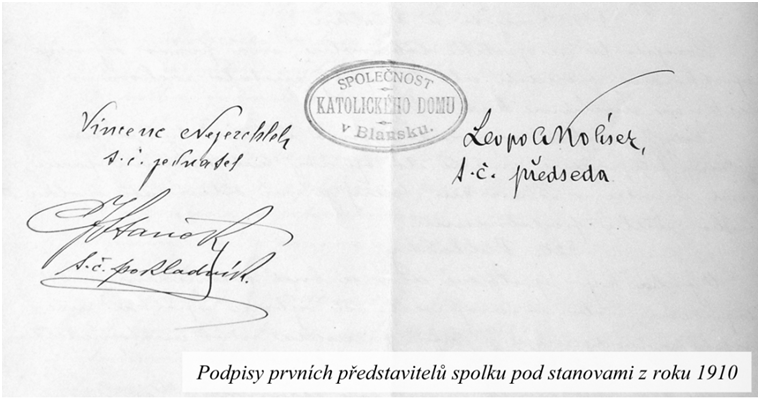 SPOLEČNOST
KATOLICKÉHO DOMU
v Blansku.
Vincenc Nejezchleb
t.č. jednatel
Leopold Kolísek,
t.č. předseda
t.č. pokladník.
Podpisy prvních představitelů spolku pod stanovami z roku 1910